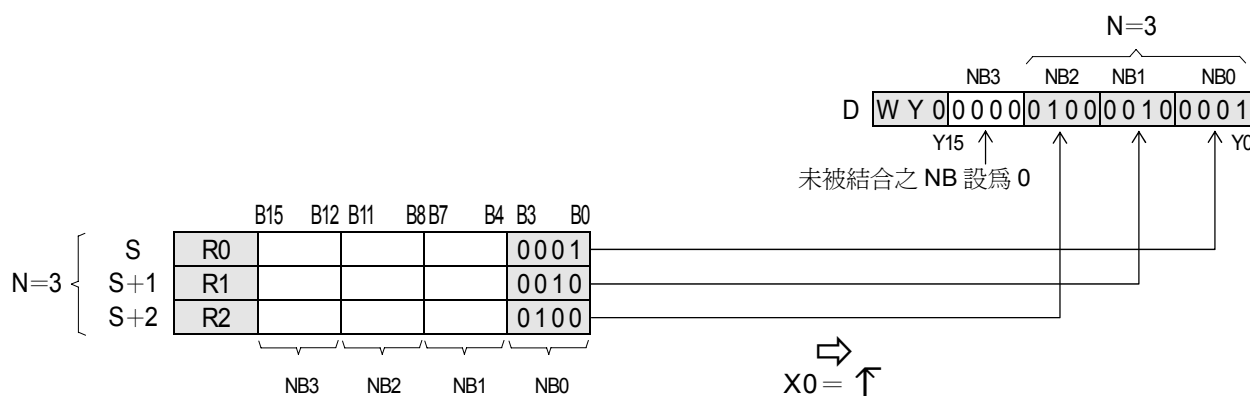 N=3
NB3 NB2 NB1 NB0
D WY0 0000 0100 0010 0001
Y15 Y0
未被結合之 NB 設為 0
B15 B12 B11 B8 B7 B4 B3 B0
S R0 0001
N=3 S+1 R1 0010
S+2 R2 0100
NB3 NB2 NB1 NB0
X0=